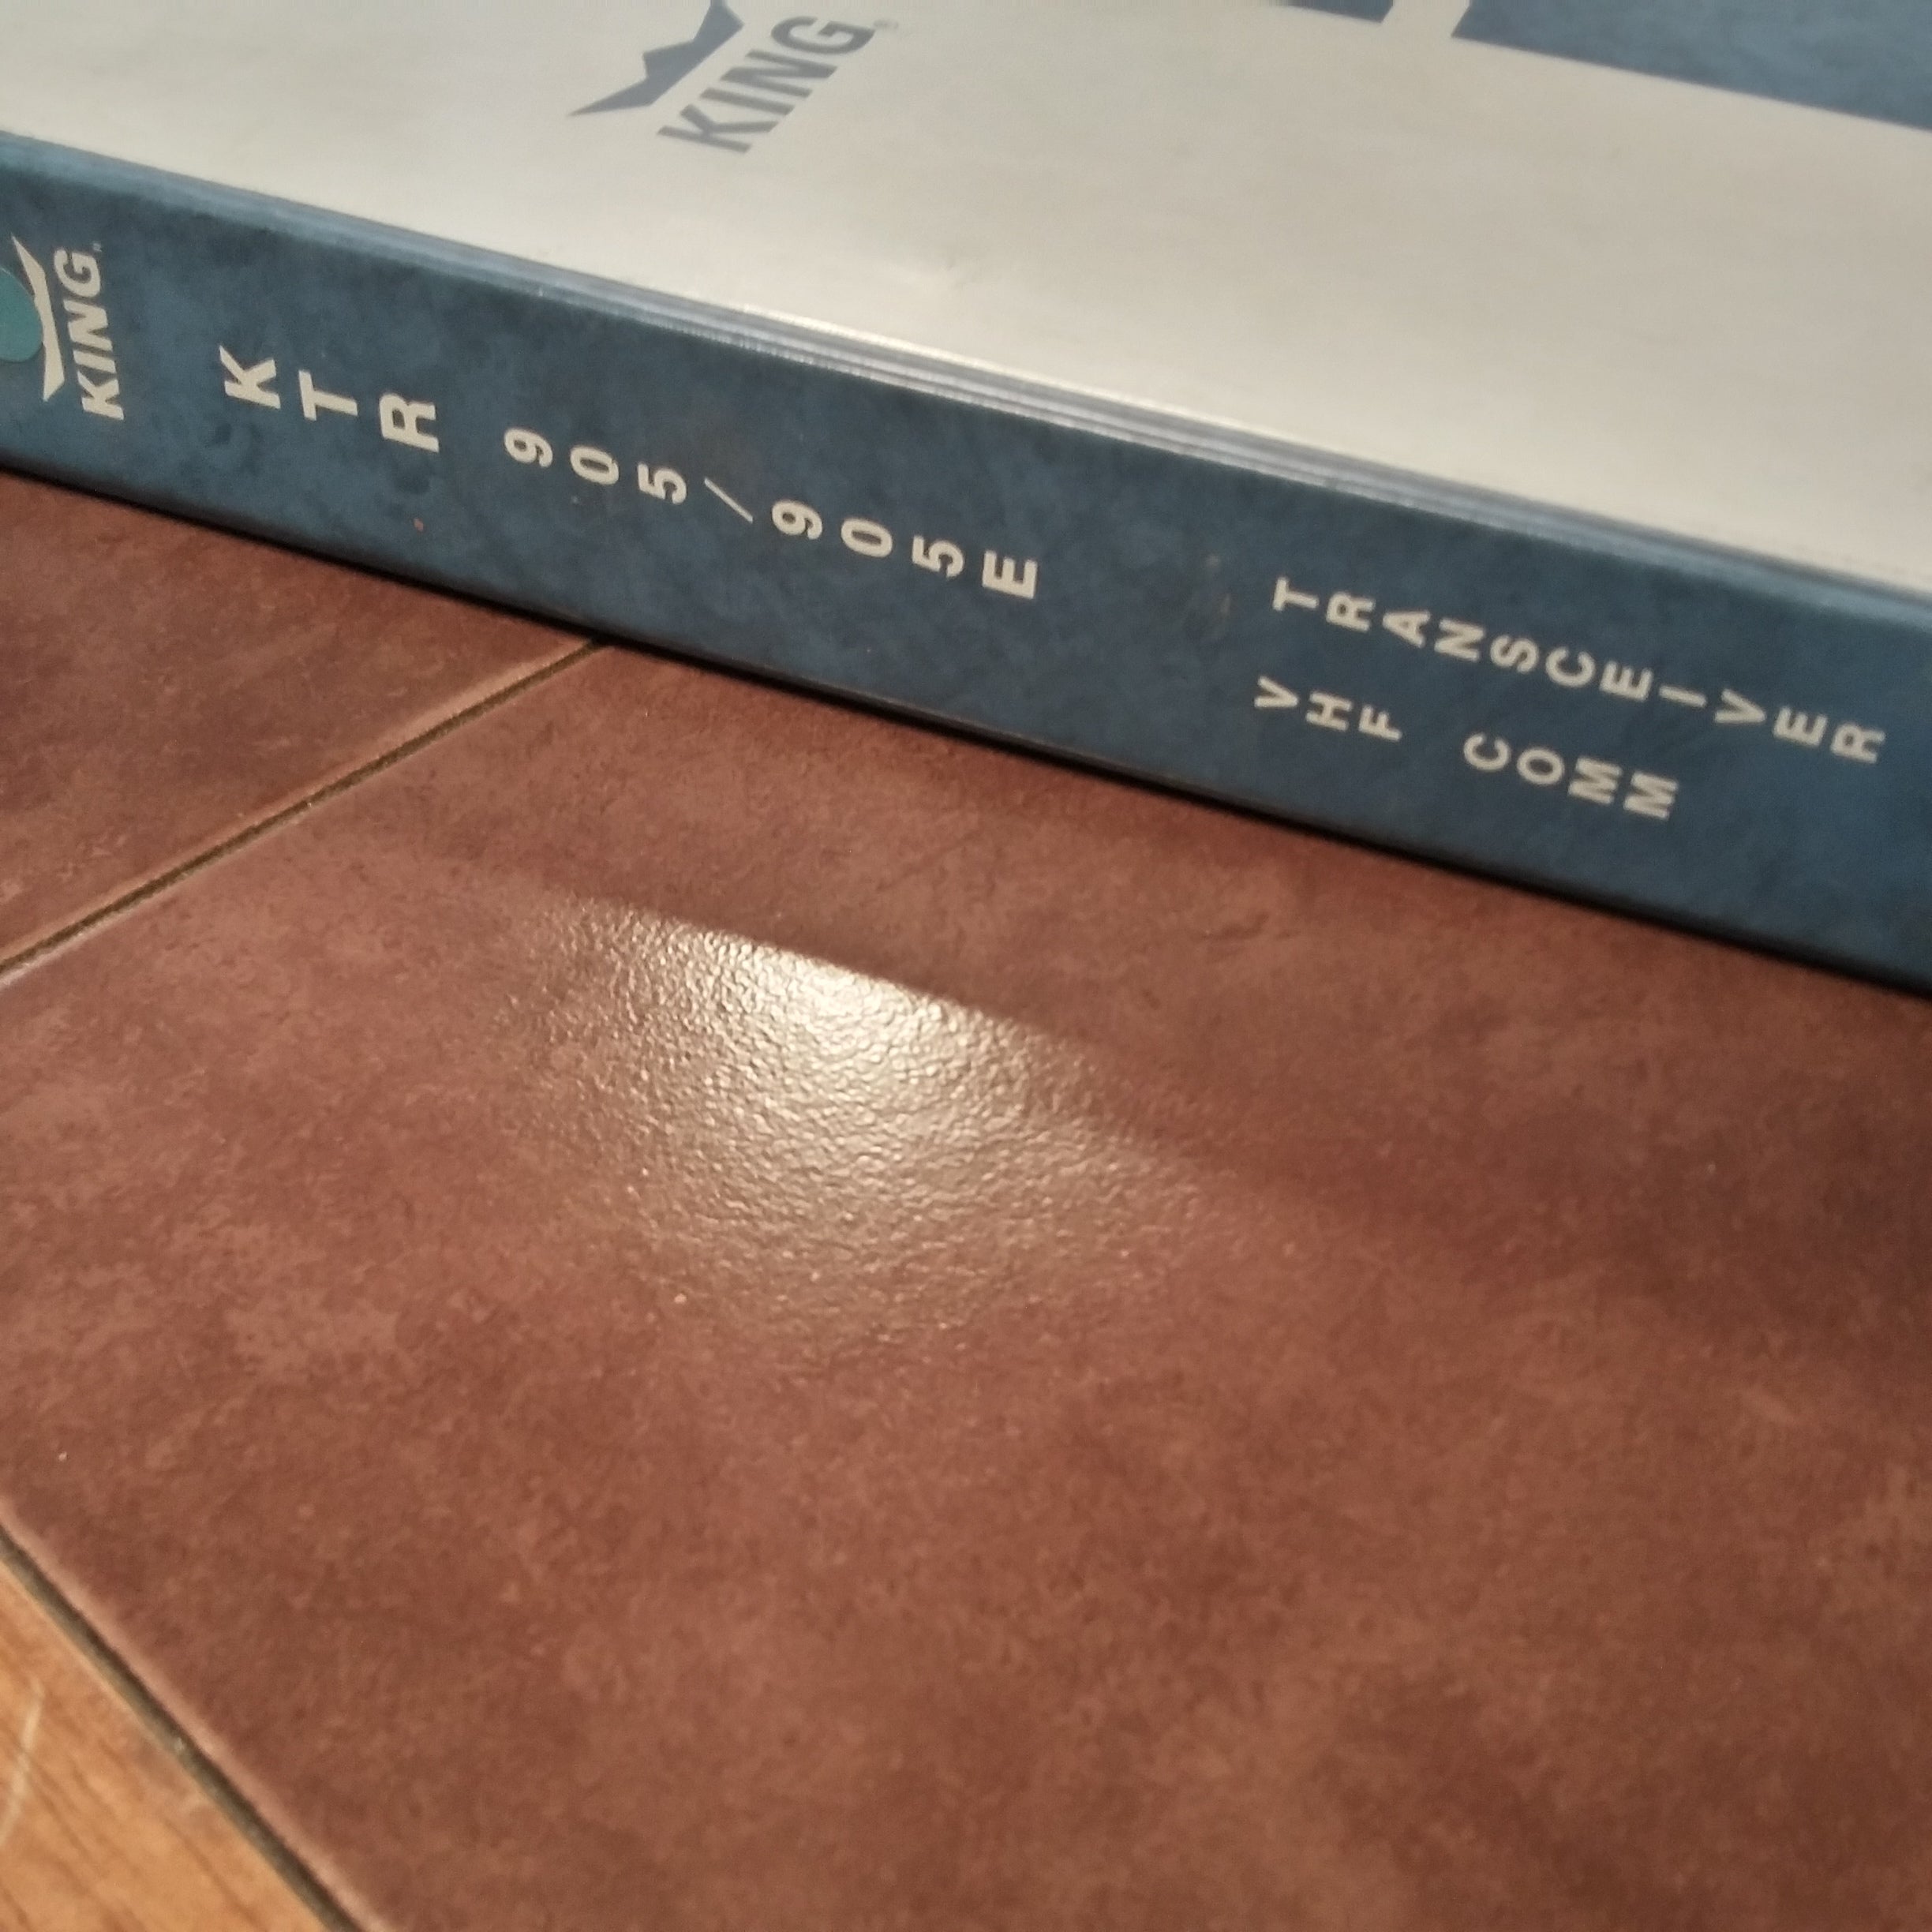 KING
KING
KTR 905/905E
TRANSCEIVER
VHF COMM